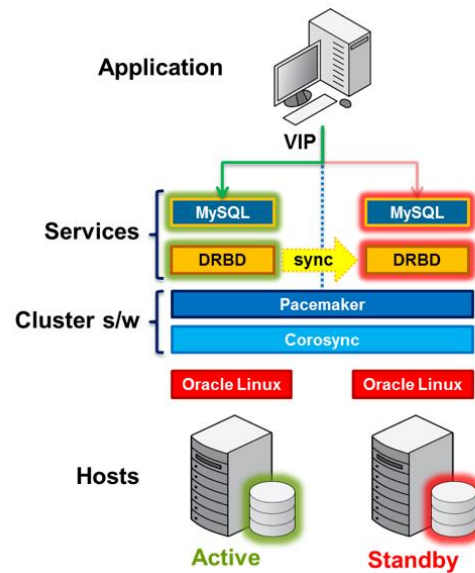 Application
VIP
Services
MySQL
MySQL
DRBD
sync
DRBD
Cluster s/w
Pacemaker
Corosync
Oracle Linux
Oracle Linux
Hosts
Active
Standby